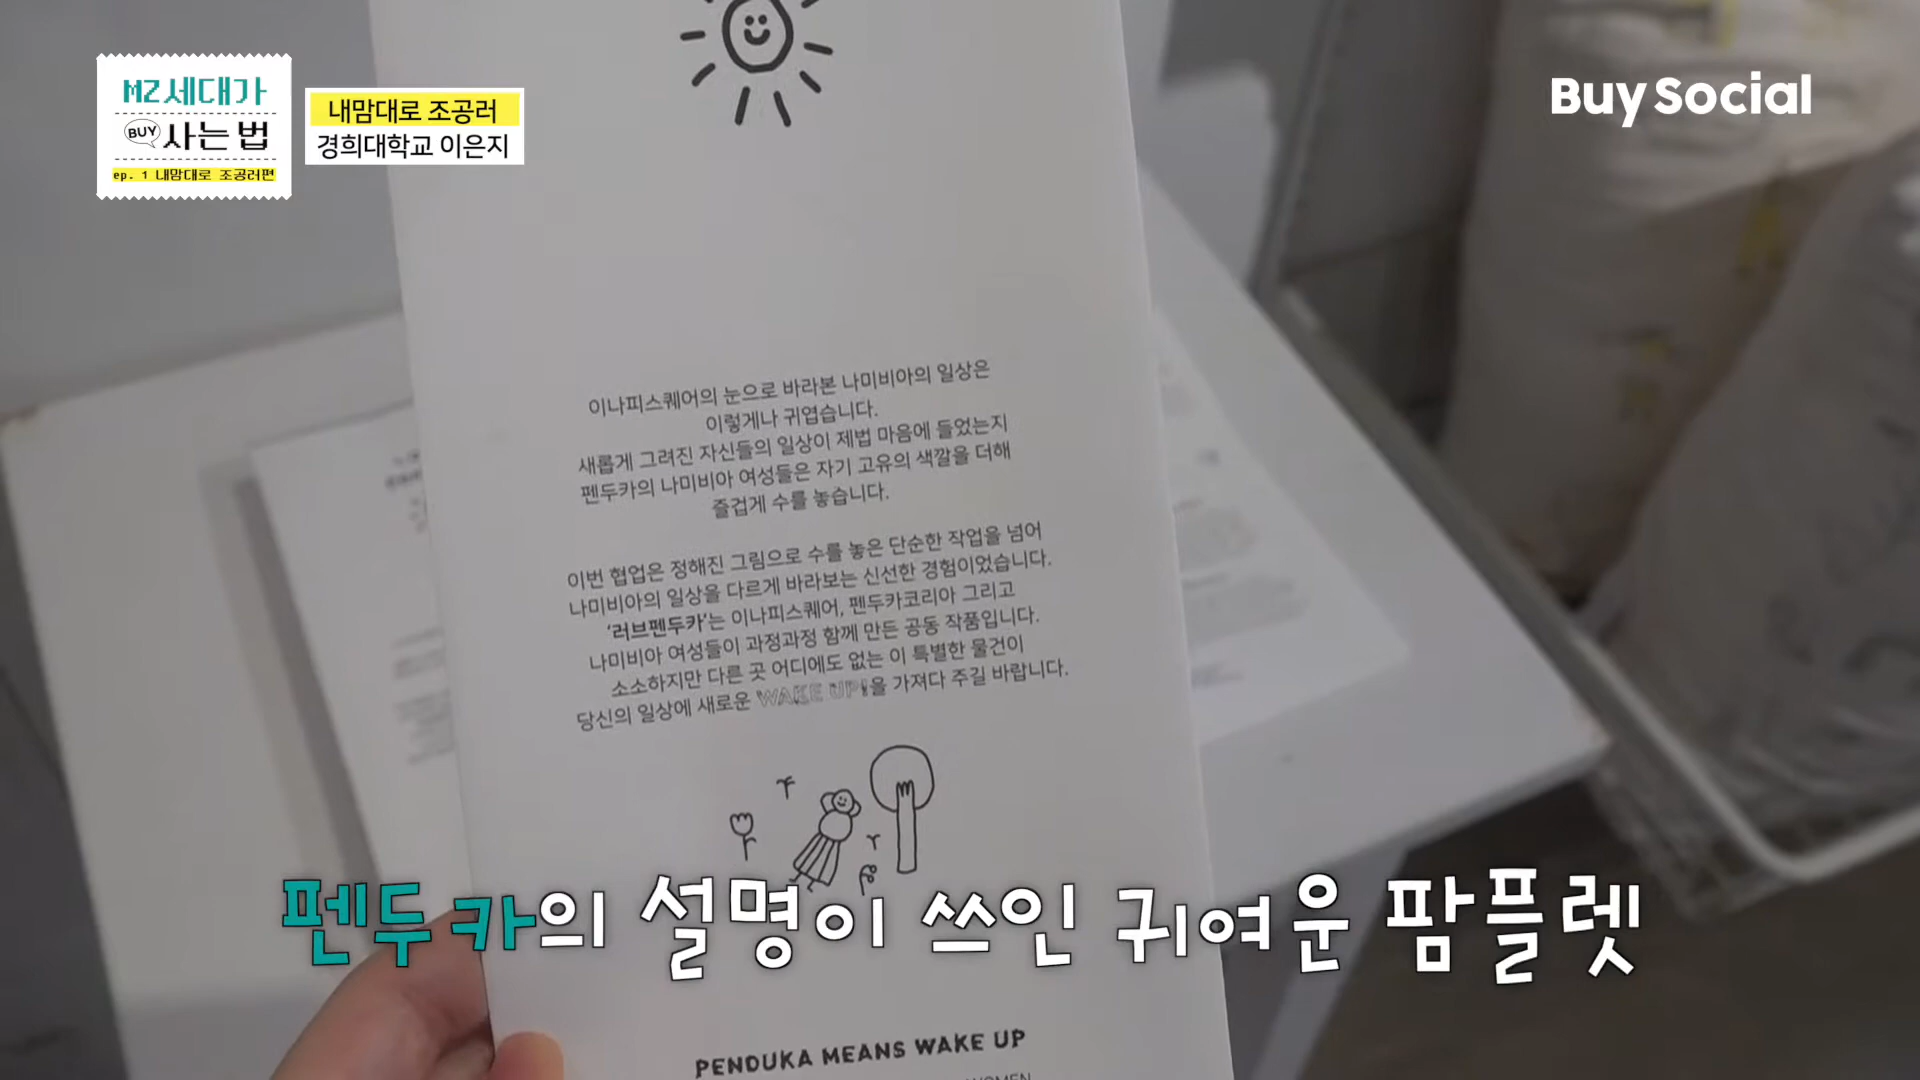 MZ세대가
BUY 사는 법
ep. 1 내맘대로 조공러편
내맘대로 조공러
경희대학교 이은지
Buy Social
이나피스퀘어의 눈으로 바라본 나미비아의 일상은
이렇게나 귀엽습니다.
새롭게 그려진 자신들의 일상이 제법 마음에 들었는지
펜두카의 나미비아 여성들은 자기 고유의 색깔을 더해
즐겁게 수를 놓습니다.
이번 협업은 정해진 그림으로 수를 놓은 단순한 작업을 넘어
나미비아의 일상을 다르게 바라보는 신선한 경험이었습니다.
‘러브펜두카’는 이나피스퀘어, 펜두카코리아 그리고
나미비아 여성들이 과정과정 함께 만든 공동 작품입니다.
소소하지만 다른 곳 어디에도 없는 이 특별한 물건이
당신의 일상에 새로운 WAKE UP!을 가져다 주길 바랍니다.
펜두카의 설명이 쓰인 귀여운 팜플렛
PENDUKA MEANS WAKE UP
WOMEN